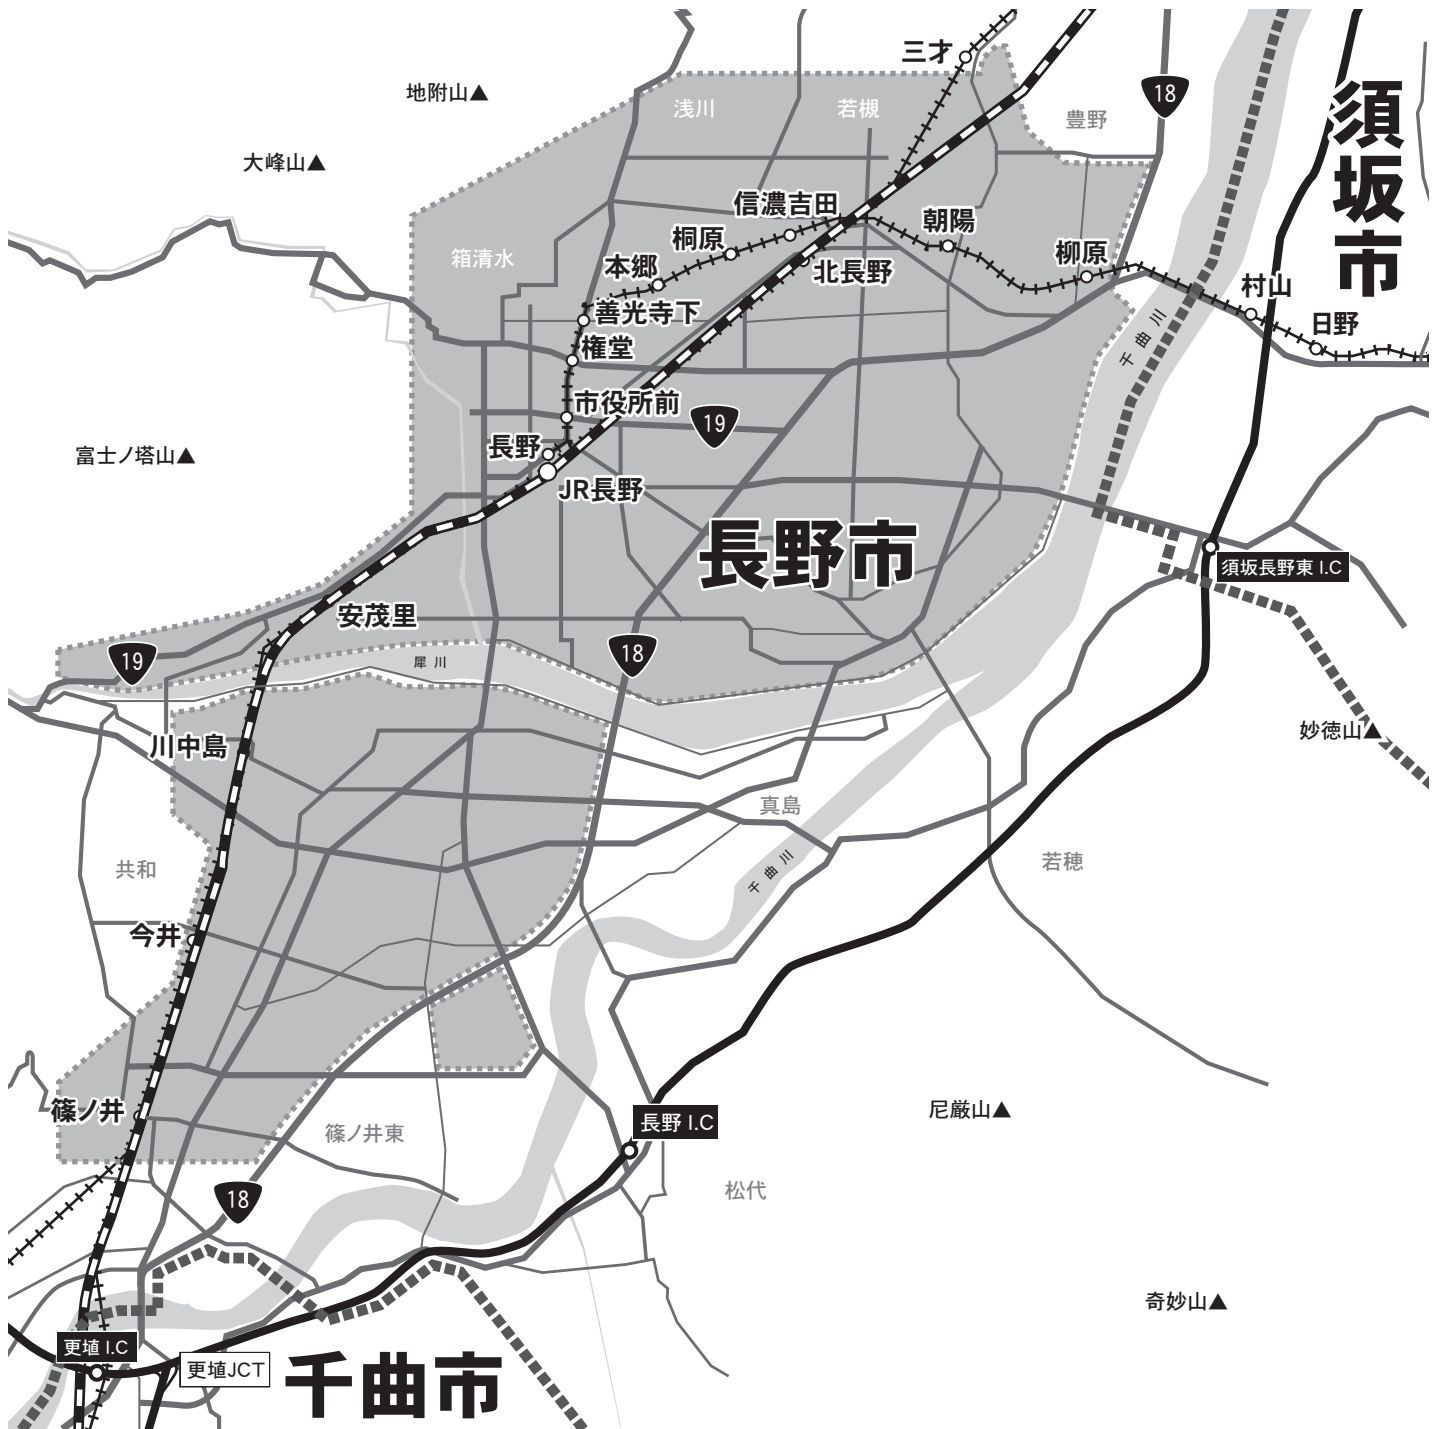 三才
18
地附山▲
浅川
若槻
豊野
須坂市
大峰山▲
信濃吉田
朝陽
桐原
箱清水
本郷
北長野
柳原
村山
善光寺下
日野
千曲川
権堂
市役所前
19
長野
富士ノ塔山▲
JR長野
長野市
須坂長野東 I.C
安茂里
19
犀川
18
妙徳山▲
川中島
真島
共和
千曲川
若穂
今井
篠ノ井
長野 I.C
尼厳山▲
篠ノ井東
松代
18
奇妙山▲
更埴 I.C
更埴JCT
千曲市